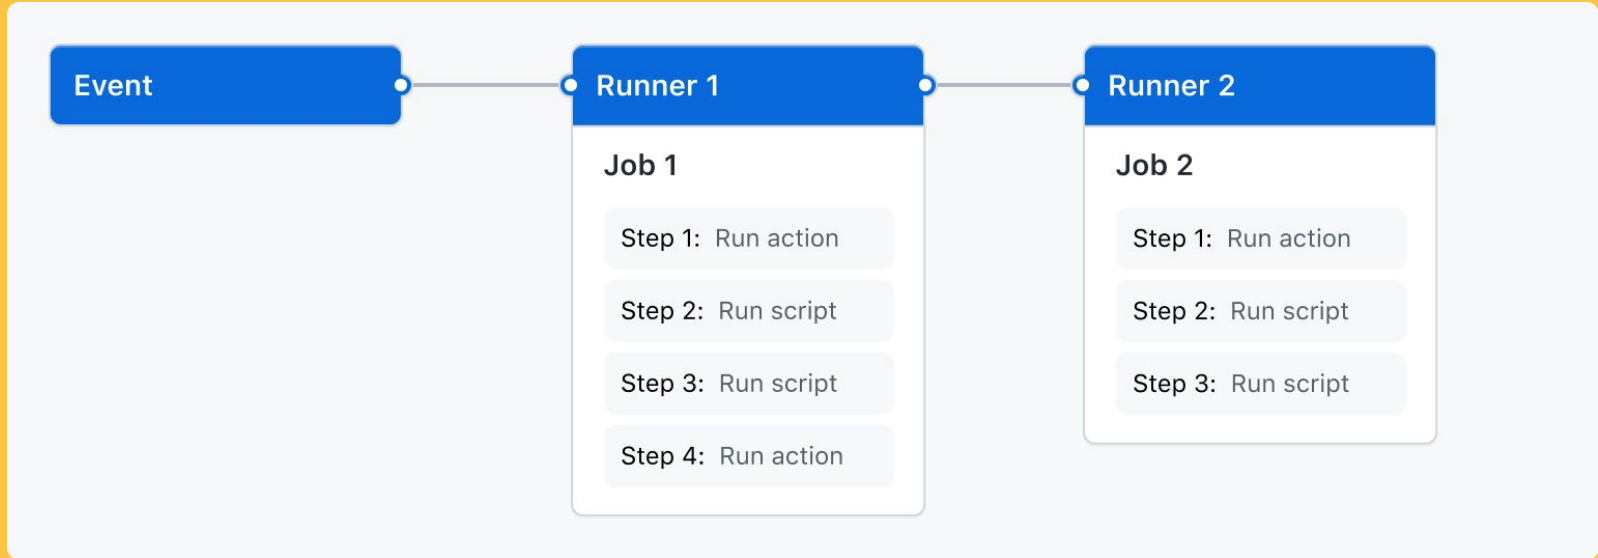 Event
Runner 1
Job 1
Step 1: Run action
Step 2: Run script
Step 3: Run script
Step 4: Run action
Runner 2
Job 2
Step 1: Run action
Step 2: Run script
Step 3: Run script